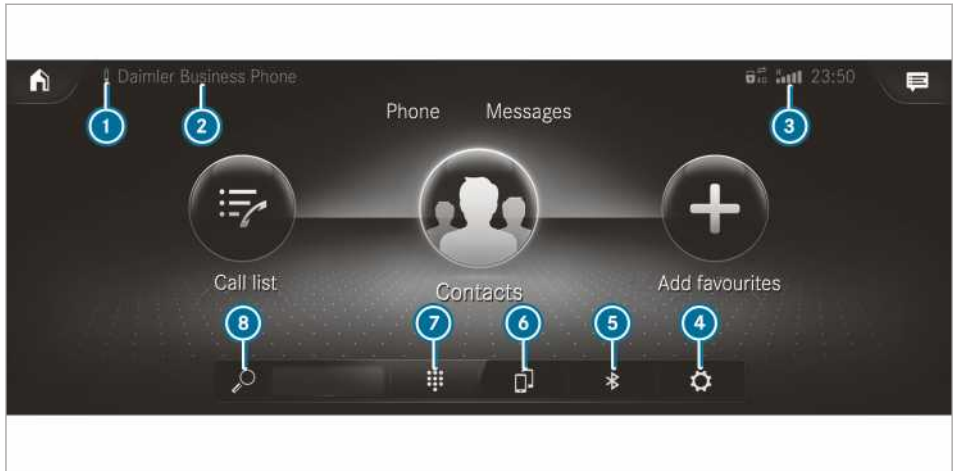 Daimler Business Phone 23:50
1 2 3
Phone Messages
Call list Contacts Add favourites
8 7 6 5 4